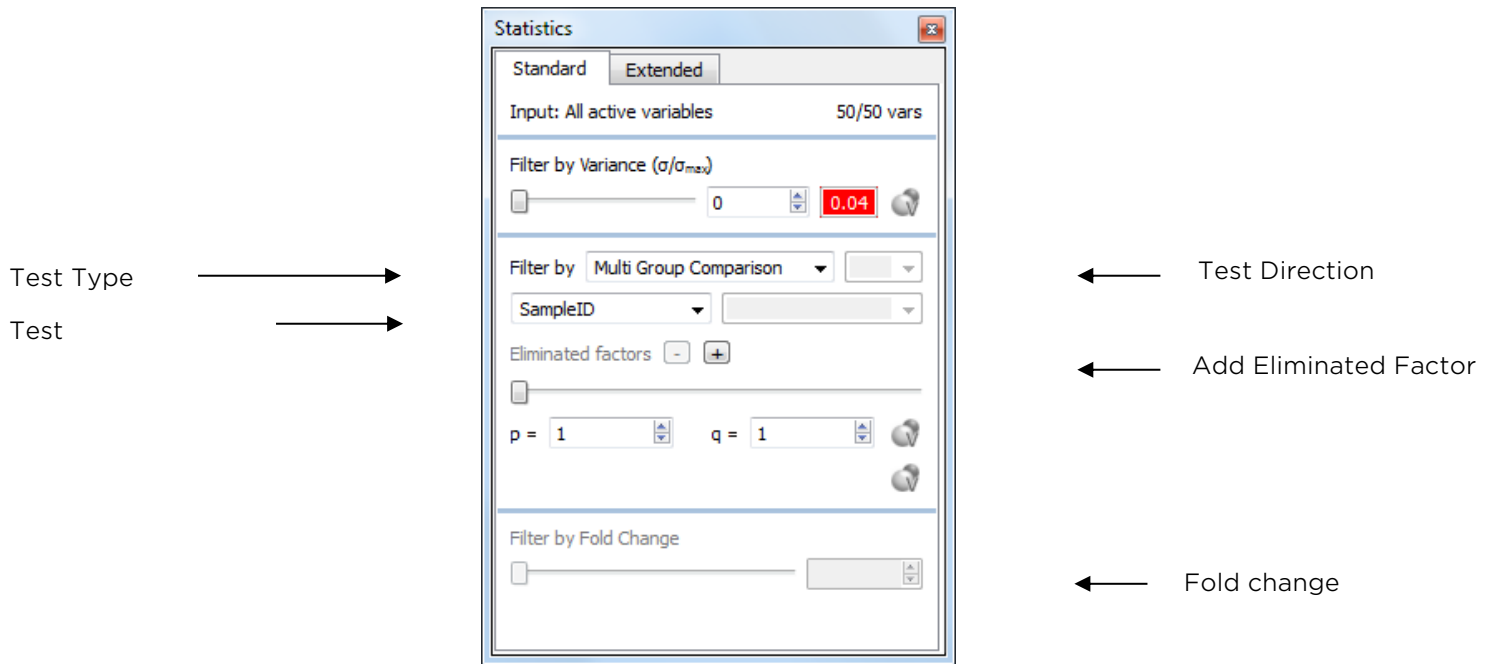 Statistics
Standard Extended
Input: All active variables 50/50 vars
Filter by Variance (σ/σmax)
0 0.04
Test Type
Filter by Multi Group Comparison
Test Direction
Test
SampleID
Eliminated factors - +
Add Eliminated Factor
p = 1 q = 1
Filter by Fold Change
Fold change